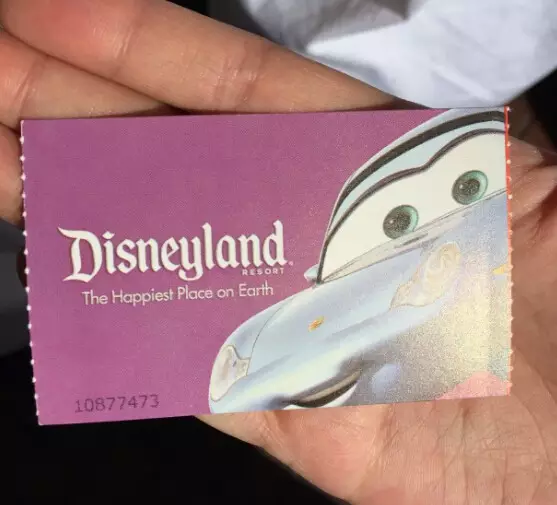 Disneyland
RESORT
The Happiest Place on Earth
10877473